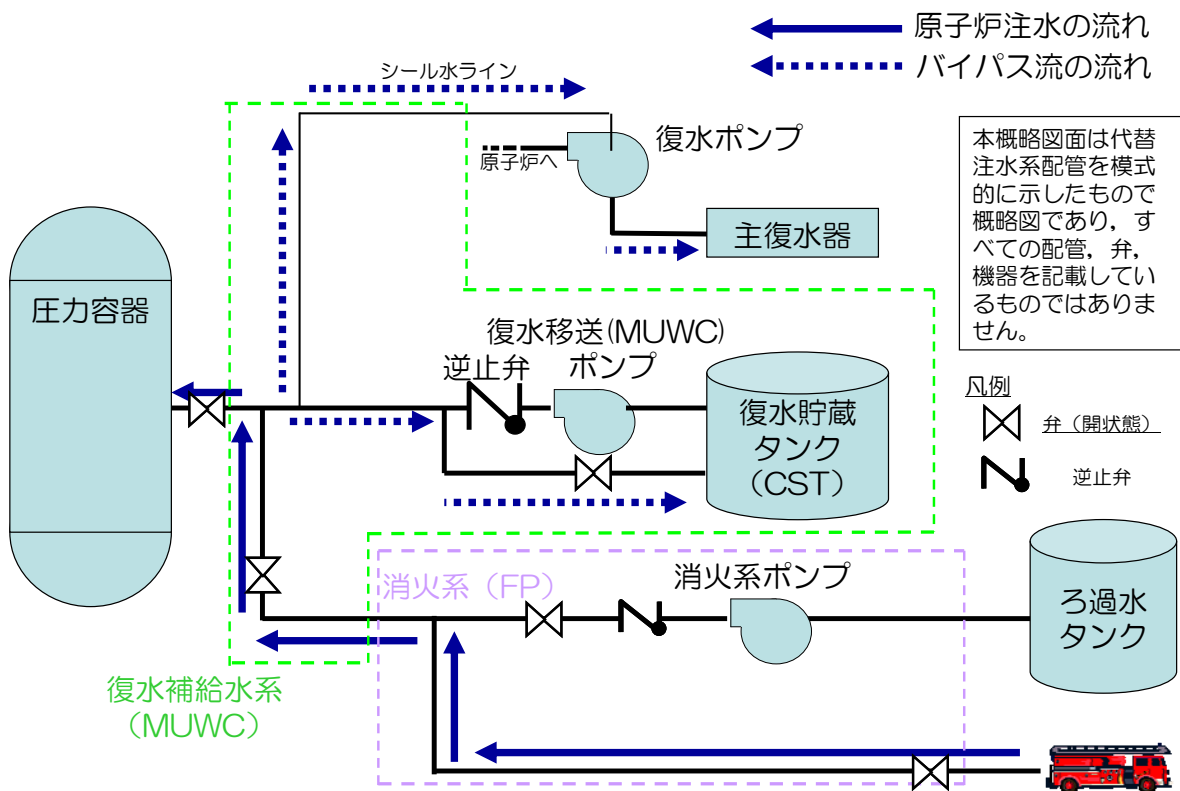 原子炉注水の流れ
バイパス流の流れ
シール水ライン
復水ポンプ
原子炉へ
主復水器
本概略図面は代替
注水系配管を模式
的に示したもので
概略図であり，す
べての配管，弁，
機器を記載してい
るものではありま
せん。
圧力容器
復水移送(MUWC)
ポンプ
逆止弁
復水貯蔵
タンク
（CST）
凡例
弁（開状態）
逆止弁
消火系（FP）
消火系ポンプ
ろ過水
タンク
復水補給水系
（MUWC）